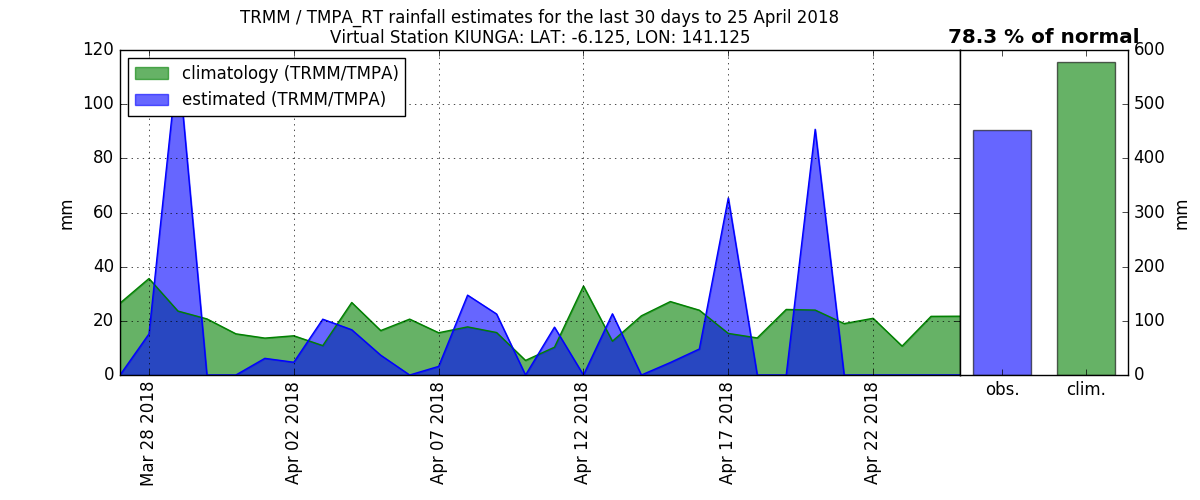 TRMM / TMPA_RT rainfall estimates for the last 30 days to 25 April 2018
Virtual Station KIUNGA: LAT: -6.125, LON: 141.125
78.3 % of normal
climatology (TRMM/TMPA)
estimated (TRMM/TMPA)
mm
120
100
80
60
40
20
0
Mar 28 2018
Apr 02 2018
Apr 07 2018
Apr 12 2018
Apr 17 2018
Apr 22 2018
obs.
clim.
600
500
400
300
200
100
0
mm